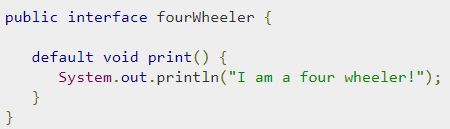 public interface fourWheeler {
default void print() {
System.out.println("I am a four wheeler!");
}
}